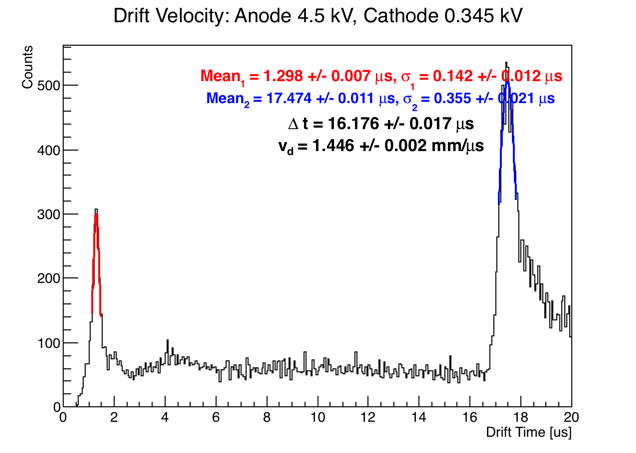 Drift Velocity: Anode 4.5 kV, Cathode 0.345 kV
Counts
Mean1 = 1.298 +/- 0.007 μs, σ1 = 0.142 +/- 0.012 μs
Mean2 = 17.474 +/- 0.011 μs, σ2 = 0.355 +/- 0.021 μs
Δ t = 16.176 +/- 0.017 μs
vd = 1.446 +/- 0.002 mm/μs
500
400
300
200
100
0
0 2 4 6 8 10 12 14 16 18 20
Drift Time [us]